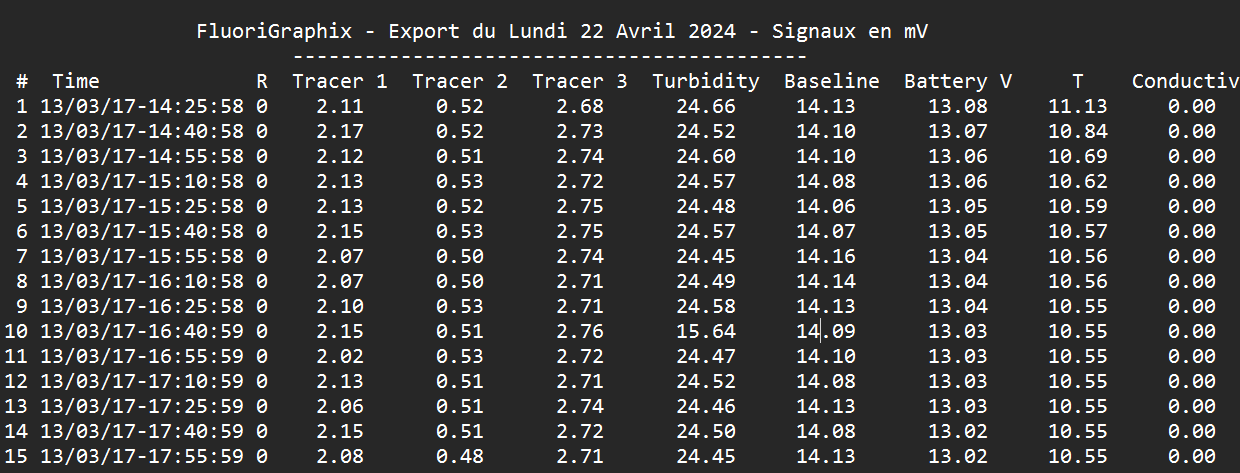 FluoriGraphix - Export du Lundi 22 Avril 2024 - Signaux en mV
-------------------------------------------
# Time R Tracer 1 Tracer 2 Tracer 3 Turbidity Baseline Battery V T Conductiv
1 13/03/17-14:25:58 0 2.11 0.52 2.68 24.66 14.13 13.08 11.13 0.00
2 13/03/17-14:40:58 0 2.17 0.52 2.73 24.52 14.10 13.07 10.84 0.00
3 13/03/17-14:55:58 0 2.12 0.51 2.74 24.60 14.10 13.06 10.69 0.00
4 13/03/17-15:10:58 0 2.13 0.53 2.72 24.57 14.08 13.06 10.62 0.00
5 13/03/17-15:25:58 0 2.13 0.52 2.75 24.48 14.06 13.05 10.59 0.00
6 13/03/17-15:40:58 0 2.15 0.53 2.75 24.57 14.07 13.05 10.57 0.00
7 13/03/17-15:55:58 0 2.07 0.50 2.74 24.45 14.16 13.04 10.56 0.00
8 13/03/17-16:10:58 0 2.07 0.50 2.71 24.49 14.14 13.04 10.56 0.00
9 13/03/17-16:25:58 0 2.10 0.53 2.71 24.58 14.13 13.04 10.55 0.00
10 13/03/17-16:40:59 0 2.15 0.51 2.76 15.64 14.09 13.03 10.55 0.00
11 13/03/17-16:55:59 0 2.02 0.53 2.72 24.47 14.10 13.03 10.55 0.00
12 13/03/17-17:10:59 0 2.13 0.51 2.71 24.52 14.08 13.03 10.55 0.00
13 13/03/17-17:25:59 0 2.06 0.51 2.74 24.46 14.13 13.03 10.55 0.00
14 13/03/17-17:40:59 0 2.15 0.51 2.72 24.50 14.08 13.02 10.55 0.00
15 13/03/17-17:55:59 0 2.08 0.48 2.71 24.45 14.13 13.02 10.55 0.00